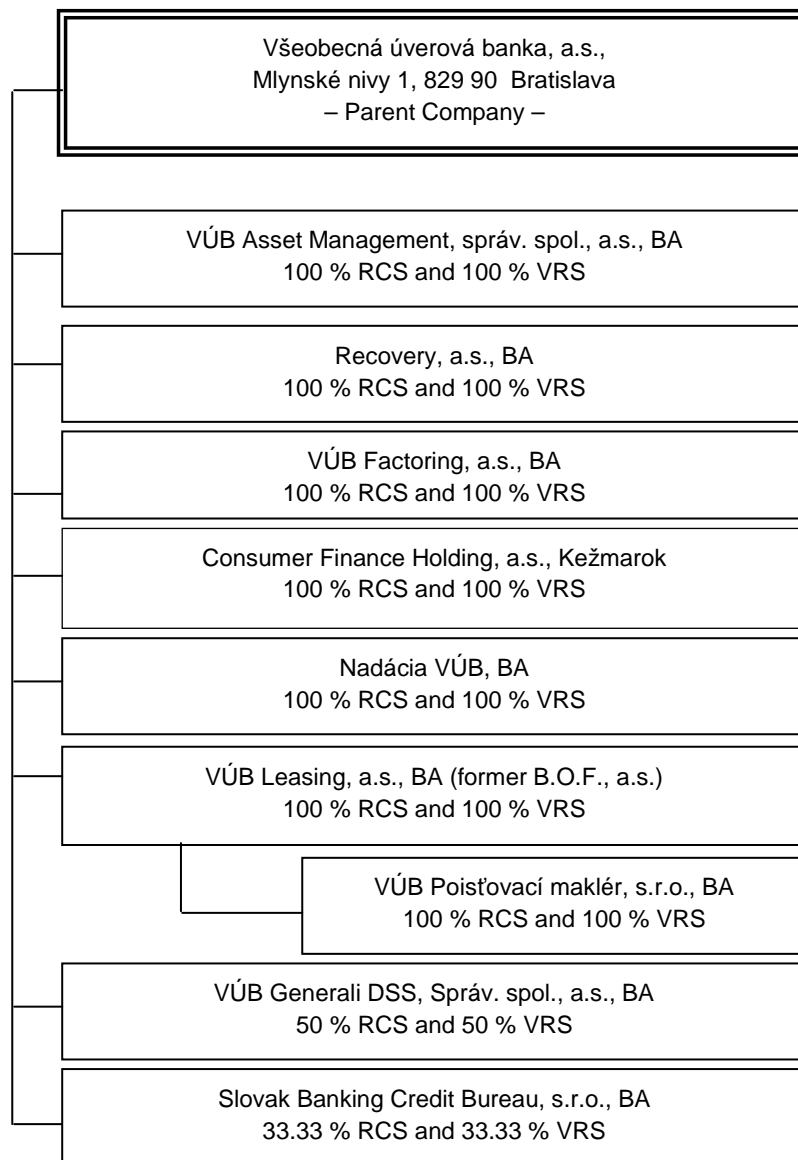 Všeobecná úverová banka, a.s.,
Mlynské nivy 1, 829 90  Bratislava
– Parent Company –
VÚB Asset Management, správ. spol., a.s., BA
100 % RCS and 100 % VRS
Recovery, a.s., BA
100 % RCS and 100 % VRS
VÚB Factoring, a.s., BA
100 % RCS and 100 % VRS
Consumer Finance Holding, a.s., Kežmarok
100 % RCS and 100 % VRS
Nadácia VÚB, BA
100 % RCS and 100 % VRS
VÚB Leasing, a.s., BA (former B.O.F., a.s.)
100 % RCS and 100 % VRS
VÚB Poisťovací maklér, s.r.o., BA
100 % RCS and 100 % VRS
VÚB Generali DSS, Správ. spol., a.s., BA
50 % RCS and 50 % VRS
Slovak Banking Credit Bureau, s.r.o., BA
33.33 % RCS and 33.33 % VRS